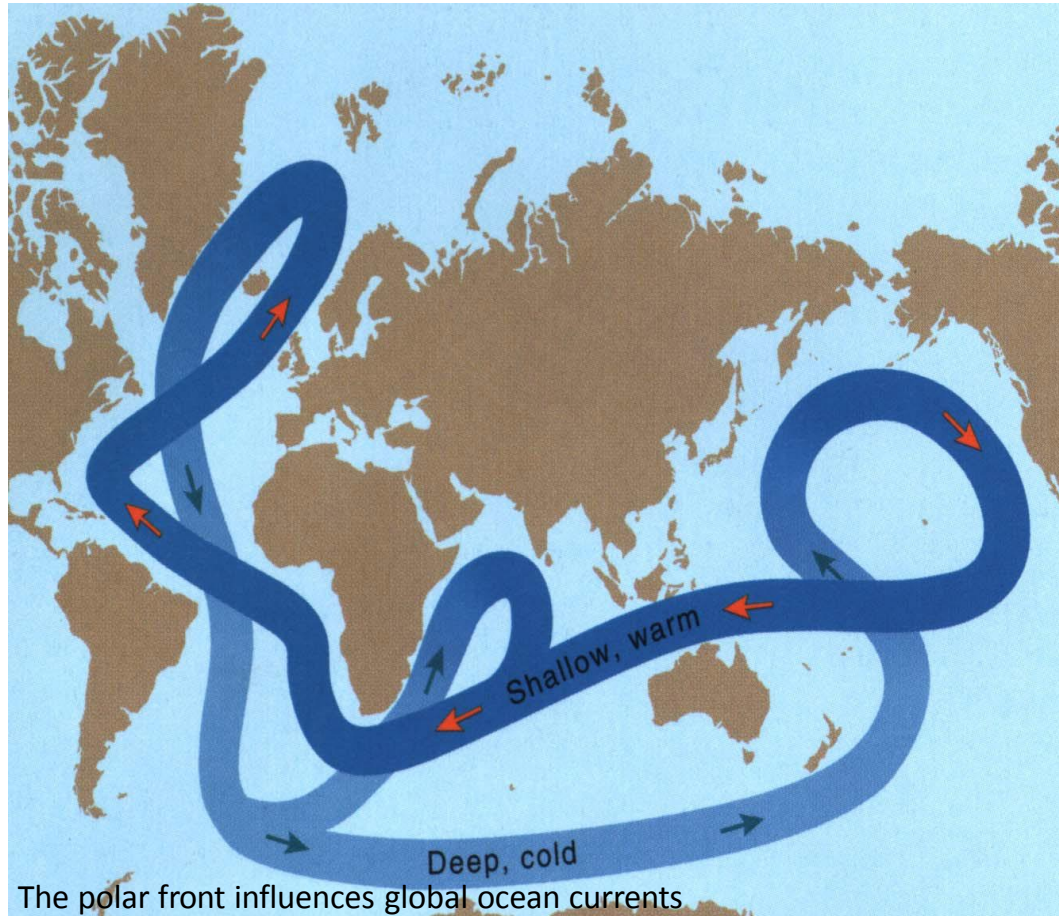 Shallow, warm
Deep, cold
The polar front influences global ocean currents